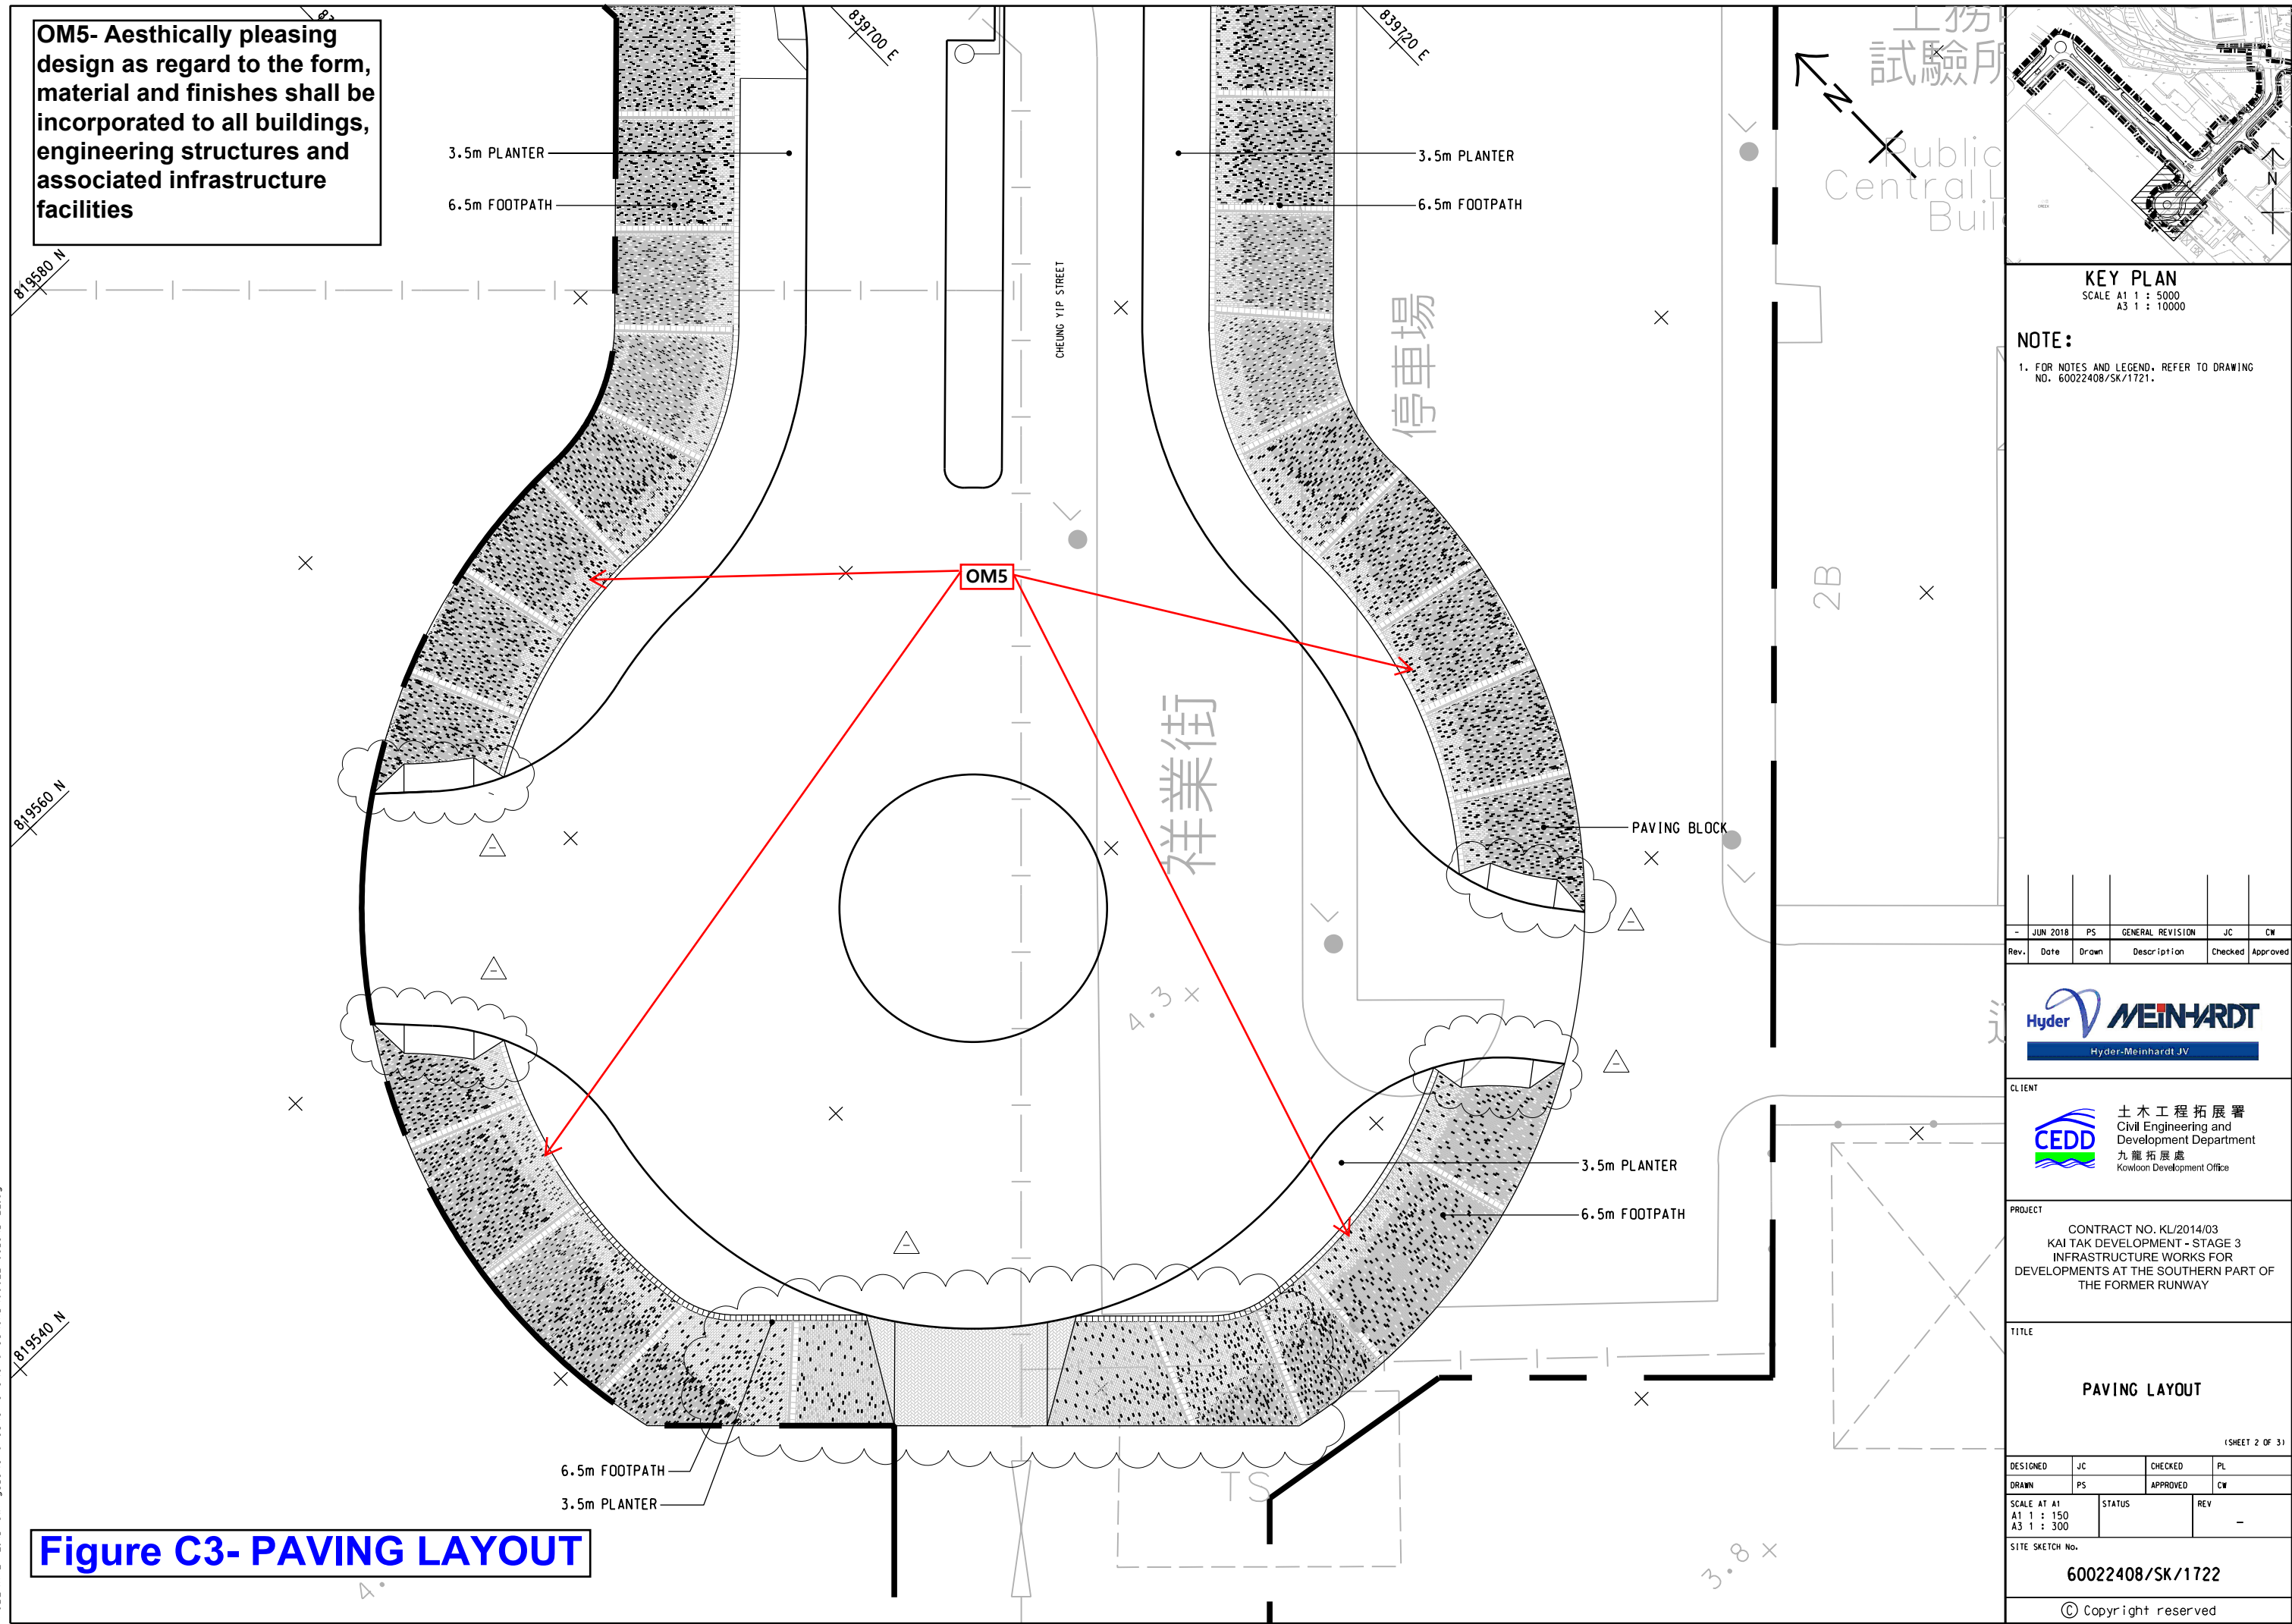 OM5- Aesthically pleasing
design as regard to the form,
material and finishes shall be
incorporated to all buildings,
engineering structures and
associated infrastructure
facilities
839700 E
839720 E
819580 N
819560 N
819540 N
3.5m PLANTER
6.5m FOOTPATH
3.5m PLANTER
6.5m FOOTPATH
CHEUNG YIP STREET
停車場
試驗所
Public
Central L
Buil
N
2B
OM5
祥業街
PAVING BLOCK
4.3
3.5m PLANTER
6.5m FOOTPATH
6.5m FOOTPATH
3.5m PLANTER
TS
3.8
4.
Figure C3- PAVING LAYOUT
N
KEY PLAN
SCALE A1 1 : 5000
A3 1 : 10000
NOTE:
1. FOR NOTES AND LEGEND, REFER TO DRAWING
NO. 60022408/SK/1721.
- JUN 2018 PS GENERAL REVISION JC CW
Rev. Date Drawn Description Checked Approved
Hyder MEINHARDT
Hyder-Meinhardt JV
CLIENT
CEDD
土木工程拓展署
Civil Engineering and
Development Department
九龍拓展處
Kowloon Development Office
PROJECT
CONTRACT NO. KL/2014/03
KAI TAK DEVELOPMENT - STAGE 3
INFRASTRUCTURE WORKS FOR
DEVELOPMENTS AT THE SOUTHERN PART OF
THE FORMER RUNWAY
TITLE
PAVING LAYOUT
(SHEET 2 OF 3)
DESIGNED JC CHECKED PL
DRAWN PS APPROVED CW
SCALE AT A1 STATUS REV
A1 1 : 150
A3 1 : 300
-
SITE SKETCH No.
60022408/SK/1722
© Copyright reserved